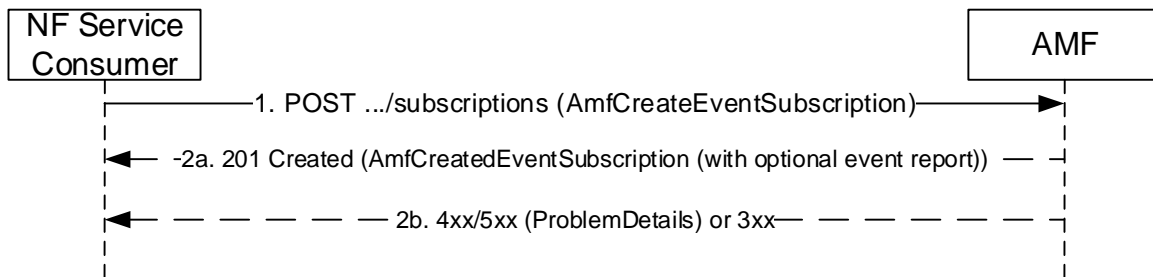 NF Service
Consumer
AMF
1. POST .../subscriptions (AmfCreateEventSubscription)
2a. 201 Created (AmfCreatedEventSubscription (with optional event report))
2b. 4xx/5xx (ProblemDetails) or 3xx